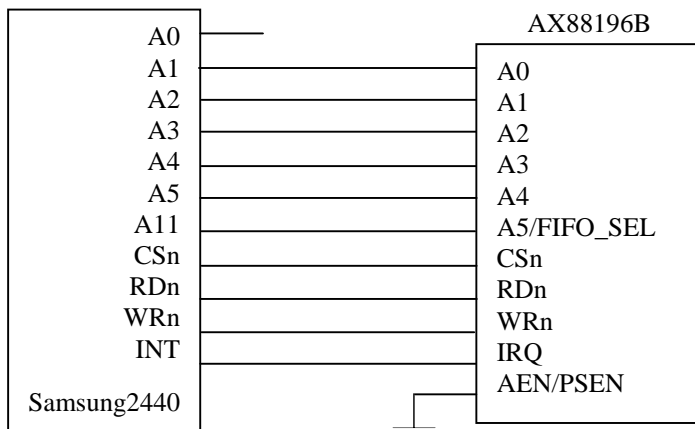 AX88196B
A0
A1
A2
A3
A4
A5
A11
CSn
RDn
WRn
INT
Samsung2440
A0
A1
A2
A3
A4
A5/FIFO_SEL
CSn
RDn
WRn
IRQ
AEN/PSEN